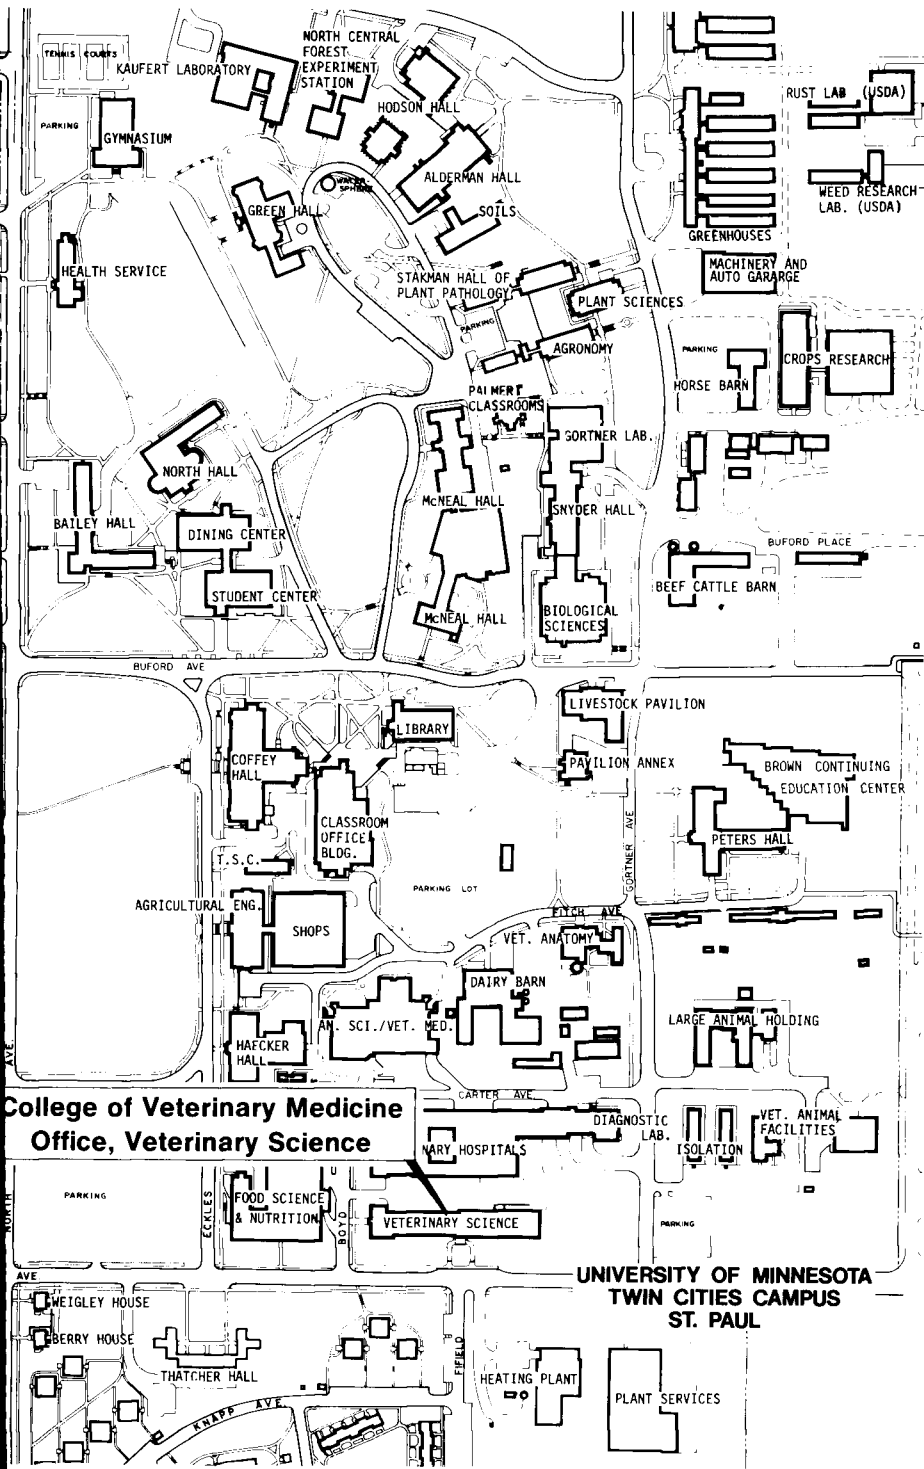 TENNIS COURTS
KAUFERT LABORATORY
NORTH CENTRAL
FOREST
EXPERIMENT
STATION
HODSON HALL
RUST LAB (USDA)
PARKING
GYMNASIUM
ALDERMAN HALL
WEED RESEARCH
LAB. (USDA)
GREEN HALL
SOILS
GREENHOUSES
HEALTH SERVICE
STAKMAN HALL OF
PLANT PATHOLOGY
MACHINERY AND
AUTO GARARGE
PLANT SCIENCES
PARKING
AGRONOMY
PARKING
CROPS RESEARCH
HORSE BARN
PALMERT
CLASSROOMS
GORTNER LAB.
NORTH HALL
McNEAL HALL
SNYDER HALL
BAILEY HALL
DINING CENTER
BUFORD PLACE
STUDENT CENTER
BEEF CATTLE BARN
McNEAL HALL
BIOLOGICAL
SCIENCES
BUFORD AVE
LIVESTOCK PAVILION
LIBRARY
COFFEY
HALL
PAVILION ANNEX
BROWN CONTINUING
EDUCATION CENTER
CLASSROOM
OFFICE
BLDG.
GORTNER AVE
PETERS HALL
T.S.C.
PARKING LOT
AGRICULTURAL ENG.
SHOPS
FITCH AVE
VET. ANATOMY
DAIRY BARN
AN. SCI./VET. MED.
LARGE ANIMAL HOLDING
HAECKER
HALL
AVE.
CARTER AVE.
College of Veterinary Medicine
Office, Veterinary Science
DIAGNOSTIC
LAB.
VET. ANIMAL
FACILITIES
NARY HOSPITALS
ISOLATION
PARKING
NORTH
ECKLES
FOOD SCIENCE
& NUTRITION
BOYD
VETERINARY SCIENCE
PARKING
AVE
UNIVERSITY OF MINNESOTA
TWIN CITIES CAMPUS
ST. PAUL
WEIGLEY HOUSE
BERRY HOUSE
THATCHER HALL
FIFIELD
HEATING PLANT
PLANT SERVICES
KNAPP AVE